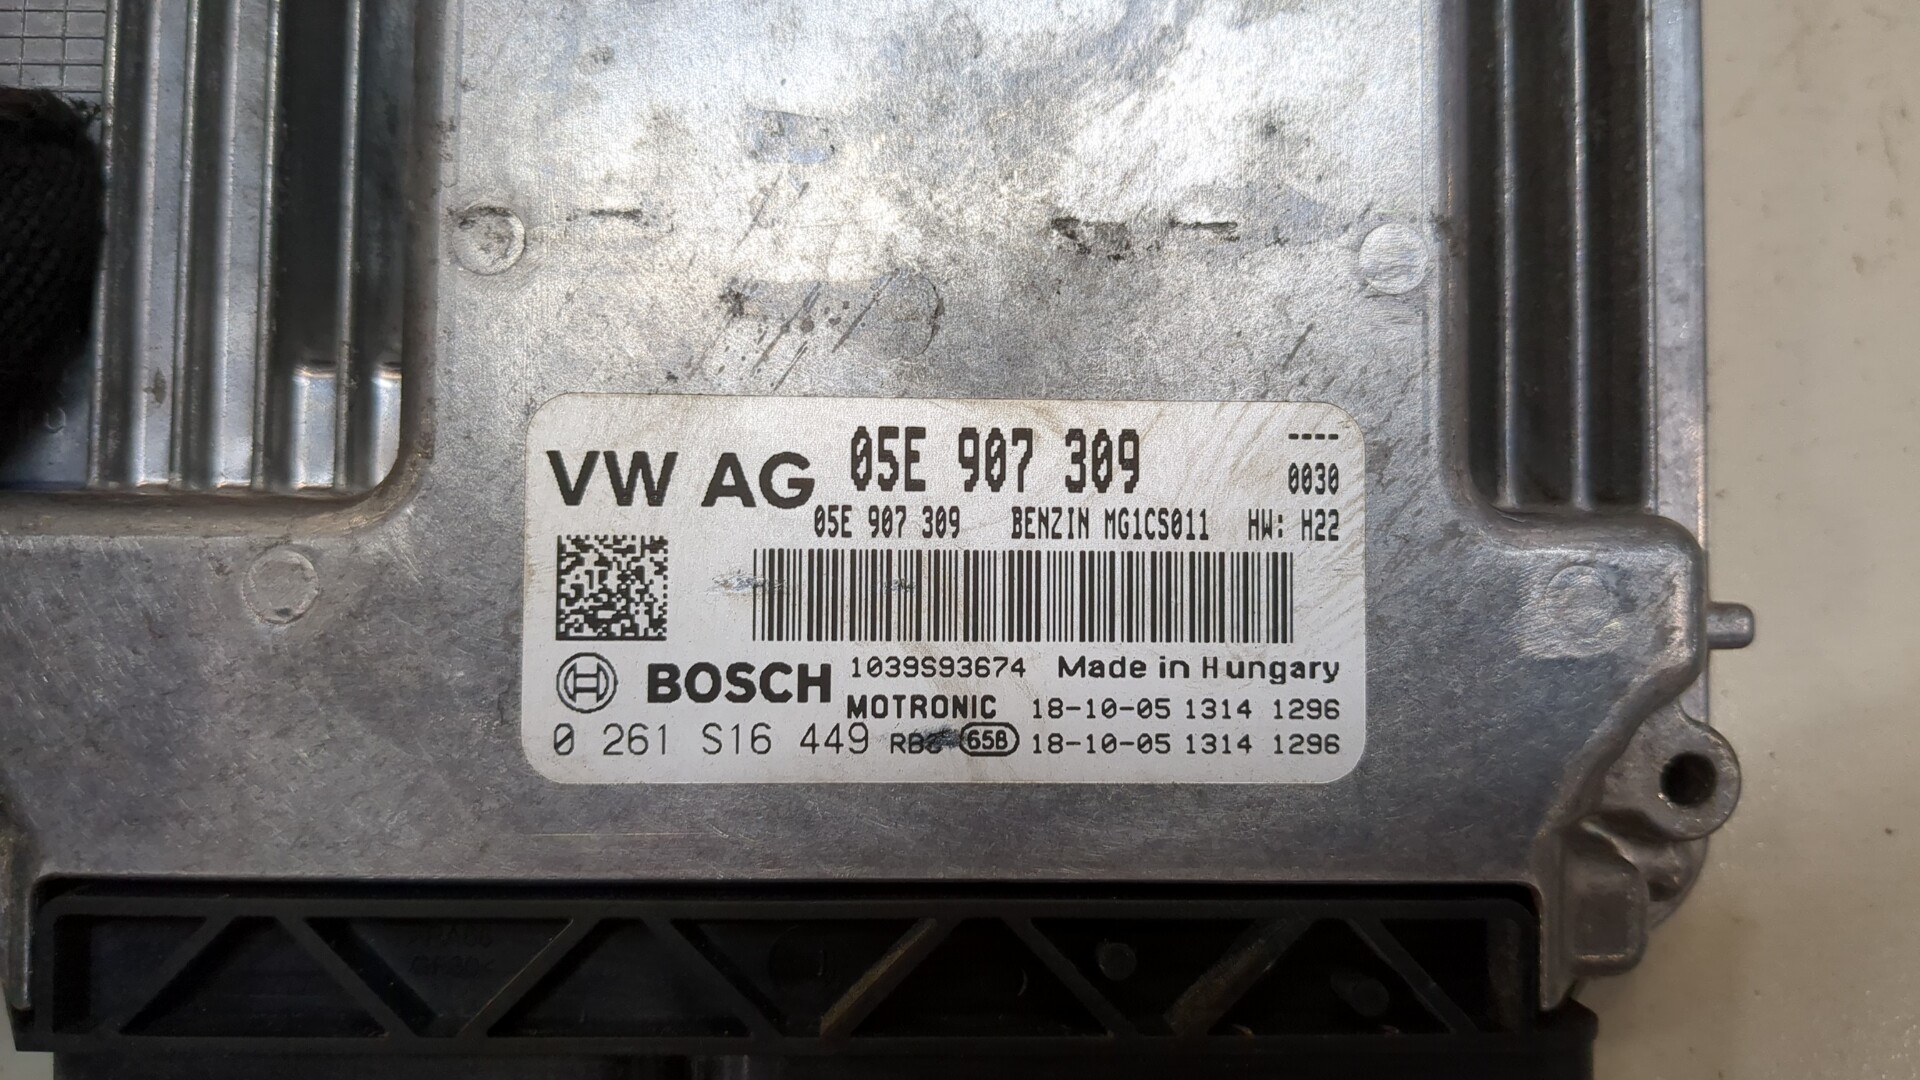 VW AG 05E 907 309 ----
0030
05E 907 309 BENZIN MG1CS011 HW: H22
BOSCH 1039S93674 Made in Hungary
MOTRONIC 18-10-05 1314 1296
0 261 S16 449 658 18-10-05 1314 1296